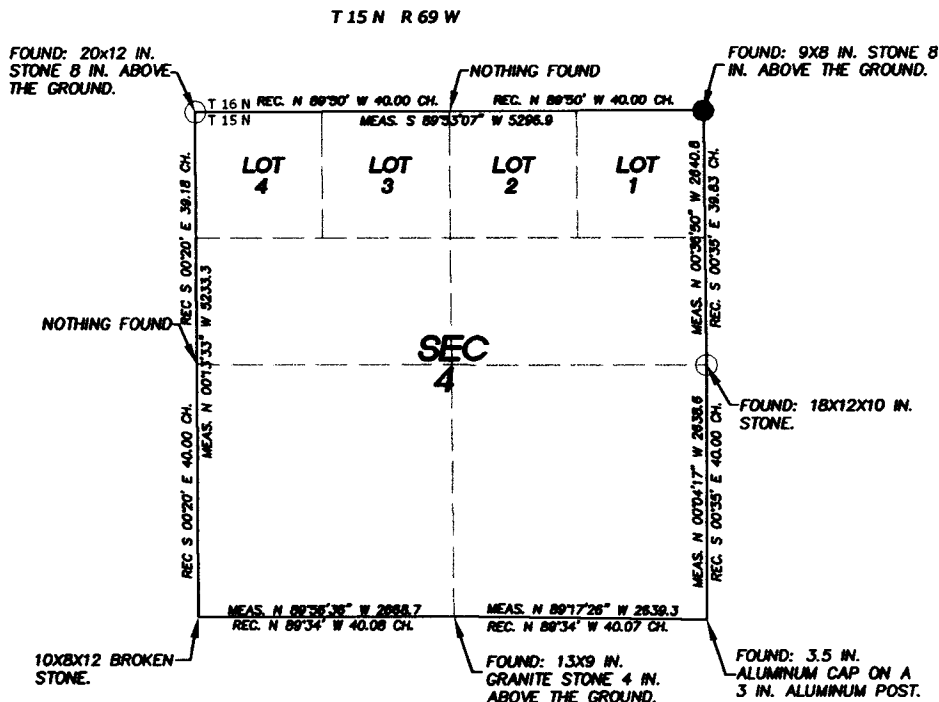 T 15 N R 69 W
FOUND: 20x12 IN.
STONE 8 IN. ABOVE
THE GROUND.
NOTHING FOUND
FOUND: 9X8 IN. STONE 8
IN. ABOVE THE GROUND.
T 16 N
T 15 N
REC. N 89°50' W 40.00 CH.
REC. N 89°50' W 40.00 CH.
MEAS. S 89°53'07" W 5296.9
LOT
4
LOT
3
LOT
2
LOT
1
REC S 00°20' E 39.18 CH.
MEAS. N 00°13'33" W 5233.3
MEAS. N 00°36'50" W 2640.8
REC. S 00°35' E 39.83 CH.
NOTHING FOUND
SEC
4
FOUND: 18X12X10 IN.
STONE.
REC S 00°20' E 40.00 CH.
MEAS. N 00°04'17" W 2638.6
REC. S 00°35' E 40.00 CH.
MEAS. N 89°56'36" W 2668.7
REC. N 89°34' W 40.08 CH.
MEAS. N 89°17'26" W 2639.3
REC. N 89°34' W 40.07 CH.
10X8X12 BROKEN
STONE.
FOUND: 13X9 IN.
GRANITE STONE 4 IN.
ABOVE THE GROUND.
FOUND: 3.5 IN.
ALUMINUM CAP ON A
3 IN. ALUMINUM POST.